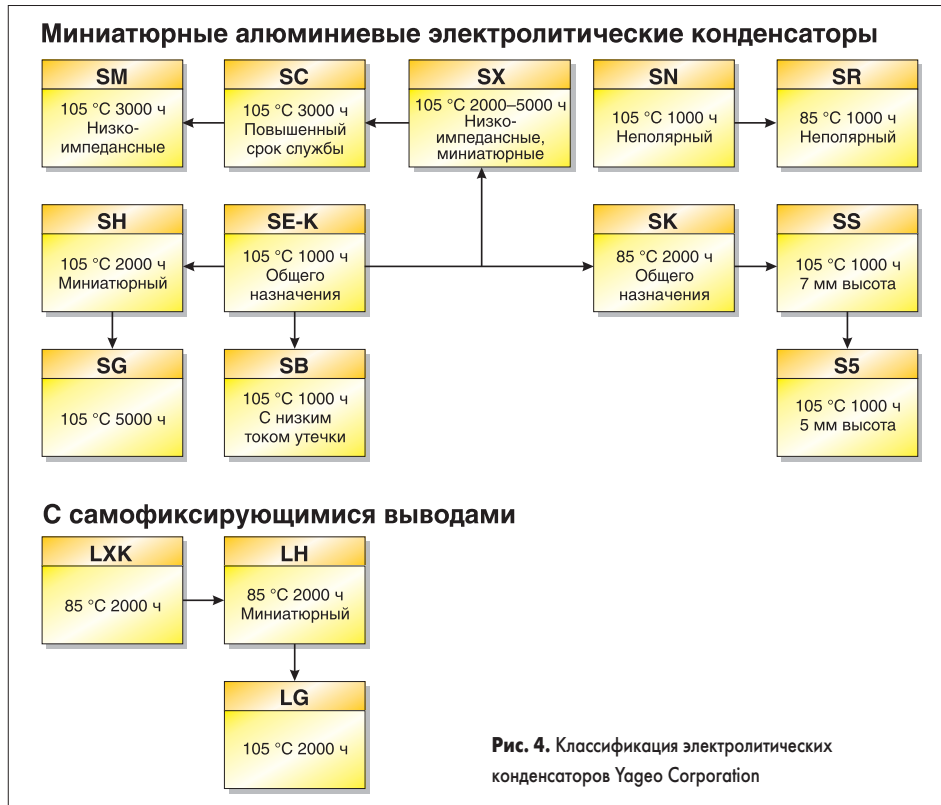 Миниатюрные алюминиевые электролитические конденсаторы
SM
105 °C 3000 ч
Низко-
импедансные
SC
105 °C 3000 ч
Повышенный
срок службы
SX
105 °C 2000–5000 ч
Низко-
импедансные,
миниатюрные
SN
105 °C 1000 ч
Неполярный
SR
85 °C 1000 ч
Неполярный
SH
105 °C 2000 ч
Миниатюрный
SE-K
105 °C 1000 ч
Общего
назначения
SK
85 °C 2000 ч
Общего
назначения
SS
105 °C 1000 ч
7 мм высота
SG
105 °C 5000 ч
SB
105 °C 1000 ч
С низким
током утечки
S5
105 °C 1000 ч
5 мм высота
С самофиксирующимися выводами
LXK
85 °C 2000 ч
LH
85 °C 2000 ч
Миниатюрный
LG
105 °C 2000 ч
Рис. 4. Классификация электролитических
конденсаторов Yageo Corporation